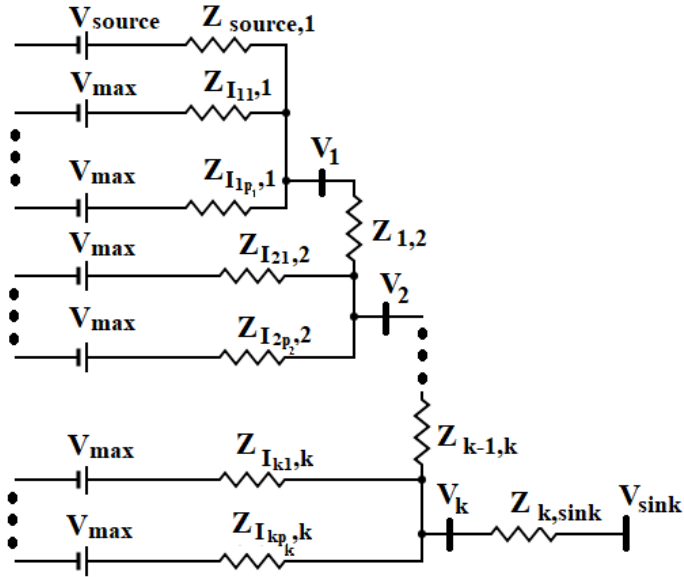 Vsource Z source,1
Vmax Z I11,1
Vmax Z I1p1,1
V1
Z 1,2
Vmax Z I21,2
V2
Vmax Z I2p2,2
Z k-1,k
Vmax Z Ik1,k
Vk Z k,sink Vsink
Vmax Z Ikpk,k